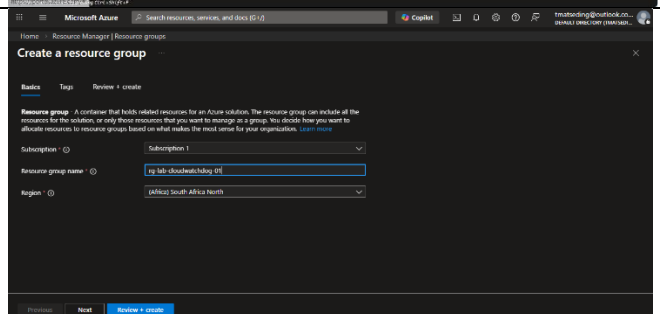 Microsoft Azure
Search resources, services, and docs (G+/)
Copilot
tmatseding@outlook.co...
DEFAULT DIRECTORY (TMATSEDI...
Home > Resource Manager | Resource groups
Create a resource group ...
Basics Tags Review + create
Resource group - A container that holds related resources for an Azure solution. The resource group can include all the
resources for the solution, or only those resources that you want to manage as a group. You decide how you want to
allocate resources to resource groups based on what makes the most sense for your organization. Learn more
Subscription * Subscription 1
Resource group name * rg-lab-cloudwatchdog-01
Region * (Africa) South Africa North
Previous Next Review + create